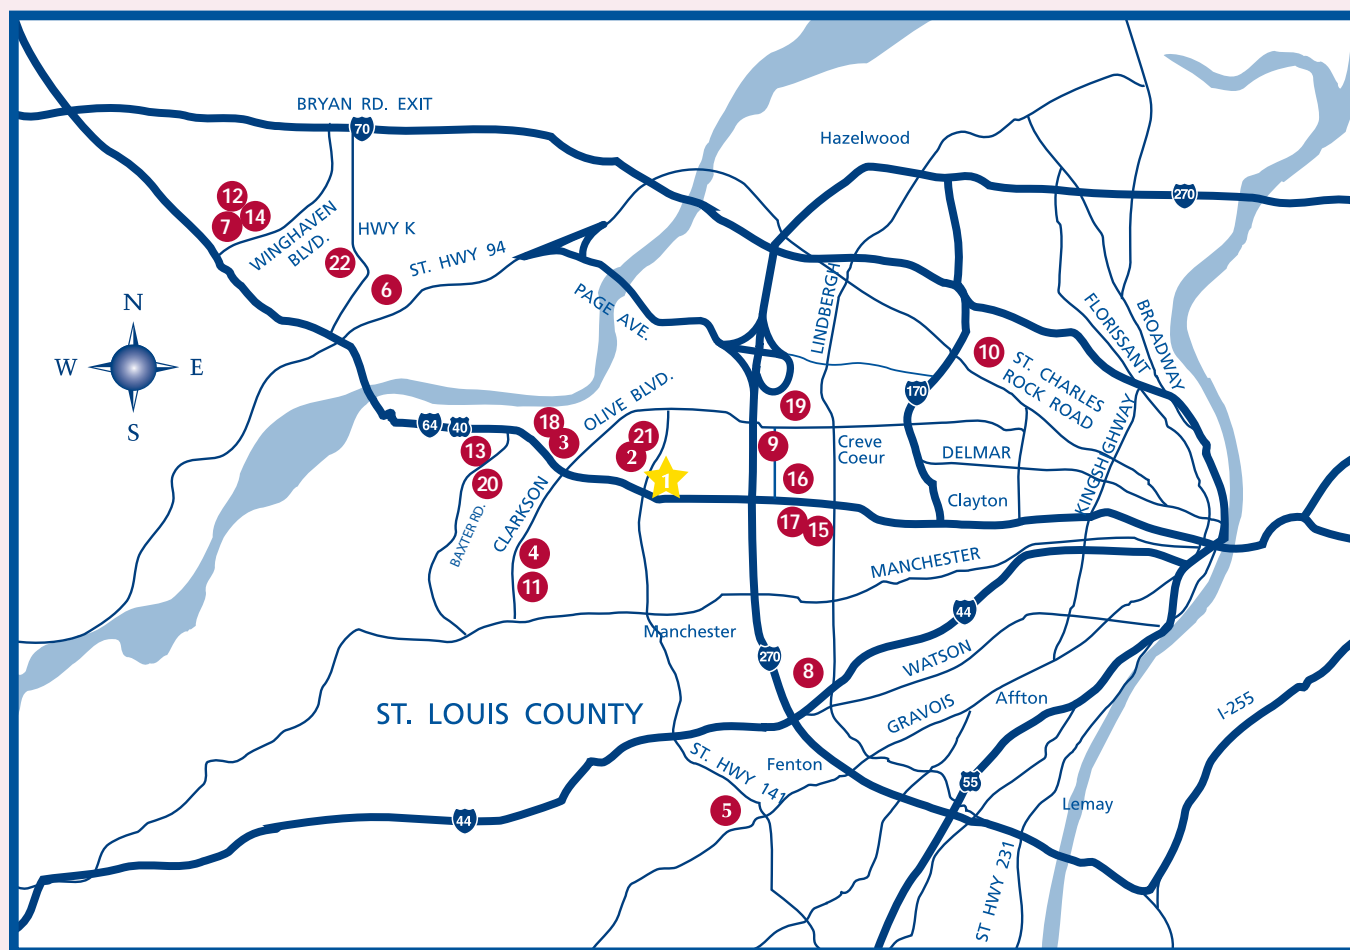 BRYAN RD. EXIT
70
Hazelwood
12
14
7
WINGHAVEN
BLVD.
HWY K
22
6
ST. HWY 94
270
PAGE AVE.
LINDBERGH
FLORISSANT
BROADWAY
N
W
E
S
10
ST. CHARLES
ROCK ROAD
170
KINGSHIGHWAY
64
40
18
3
OLIVE BLVD.
19
21
2
1
9
Creve
Coeur
DELMAR
13
20
16
Clayton
BAXTER RD.
CLARKSON
17
15
4
11
MANCHESTER
44
Manchester
270
8
WATSON
ST. LOUIS COUNTY
GRAVOIS
Affton
I-255
ST. HWY 141
Fenton
55
5
Lemay
44
ST HWY 231